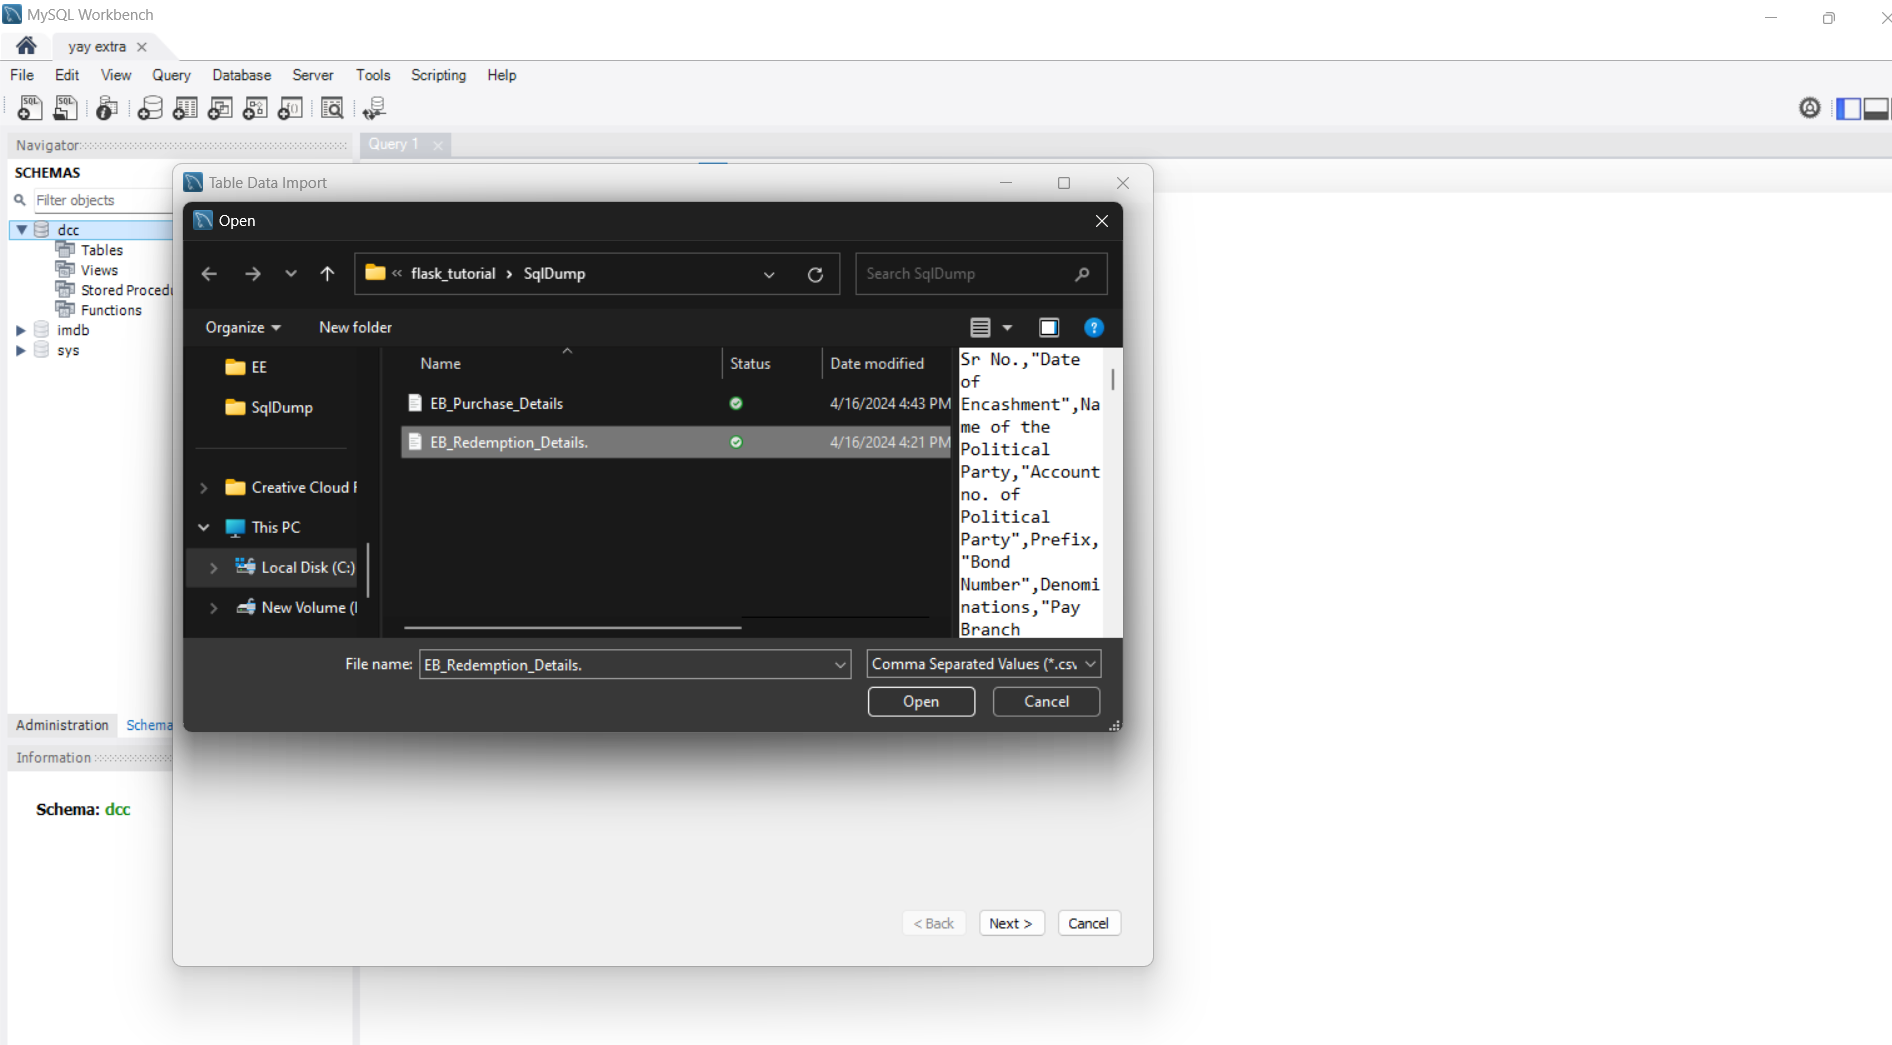 MySQL Workbench
yay extra
File Edit View Query Database Server Tools Scripting Help
Navigator
Query 1
SCHEMAS
Filter objects
dcc
Tables
Views
Stored Procedu
Functions
imdb
sys
Administration Schema
Information
Schema: dcc
Table Data Import
Open
« flask_tutorial › SqlDump
Search SqlDump
Organize New folder
EE
SqlDump
Creative Cloud F
This PC
Local Disk (C:)
New Volume (
Name Status Date modified
EB_Purchase_Details 4/16/2024 4:43 PM
EB_Redemption_Details. 4/16/2024 4:21 PM
Sr No.,"Date
of
Encashment",Na
me of the
Political
Party,"Account
no. of
Political
Party",Prefix,
"Bond
Number",Denomi
nations,"Pay
Branch
File name: EB_Redemption_Details. Comma Separated Values (*.csv
Open Cancel
< Back Next > Cancel